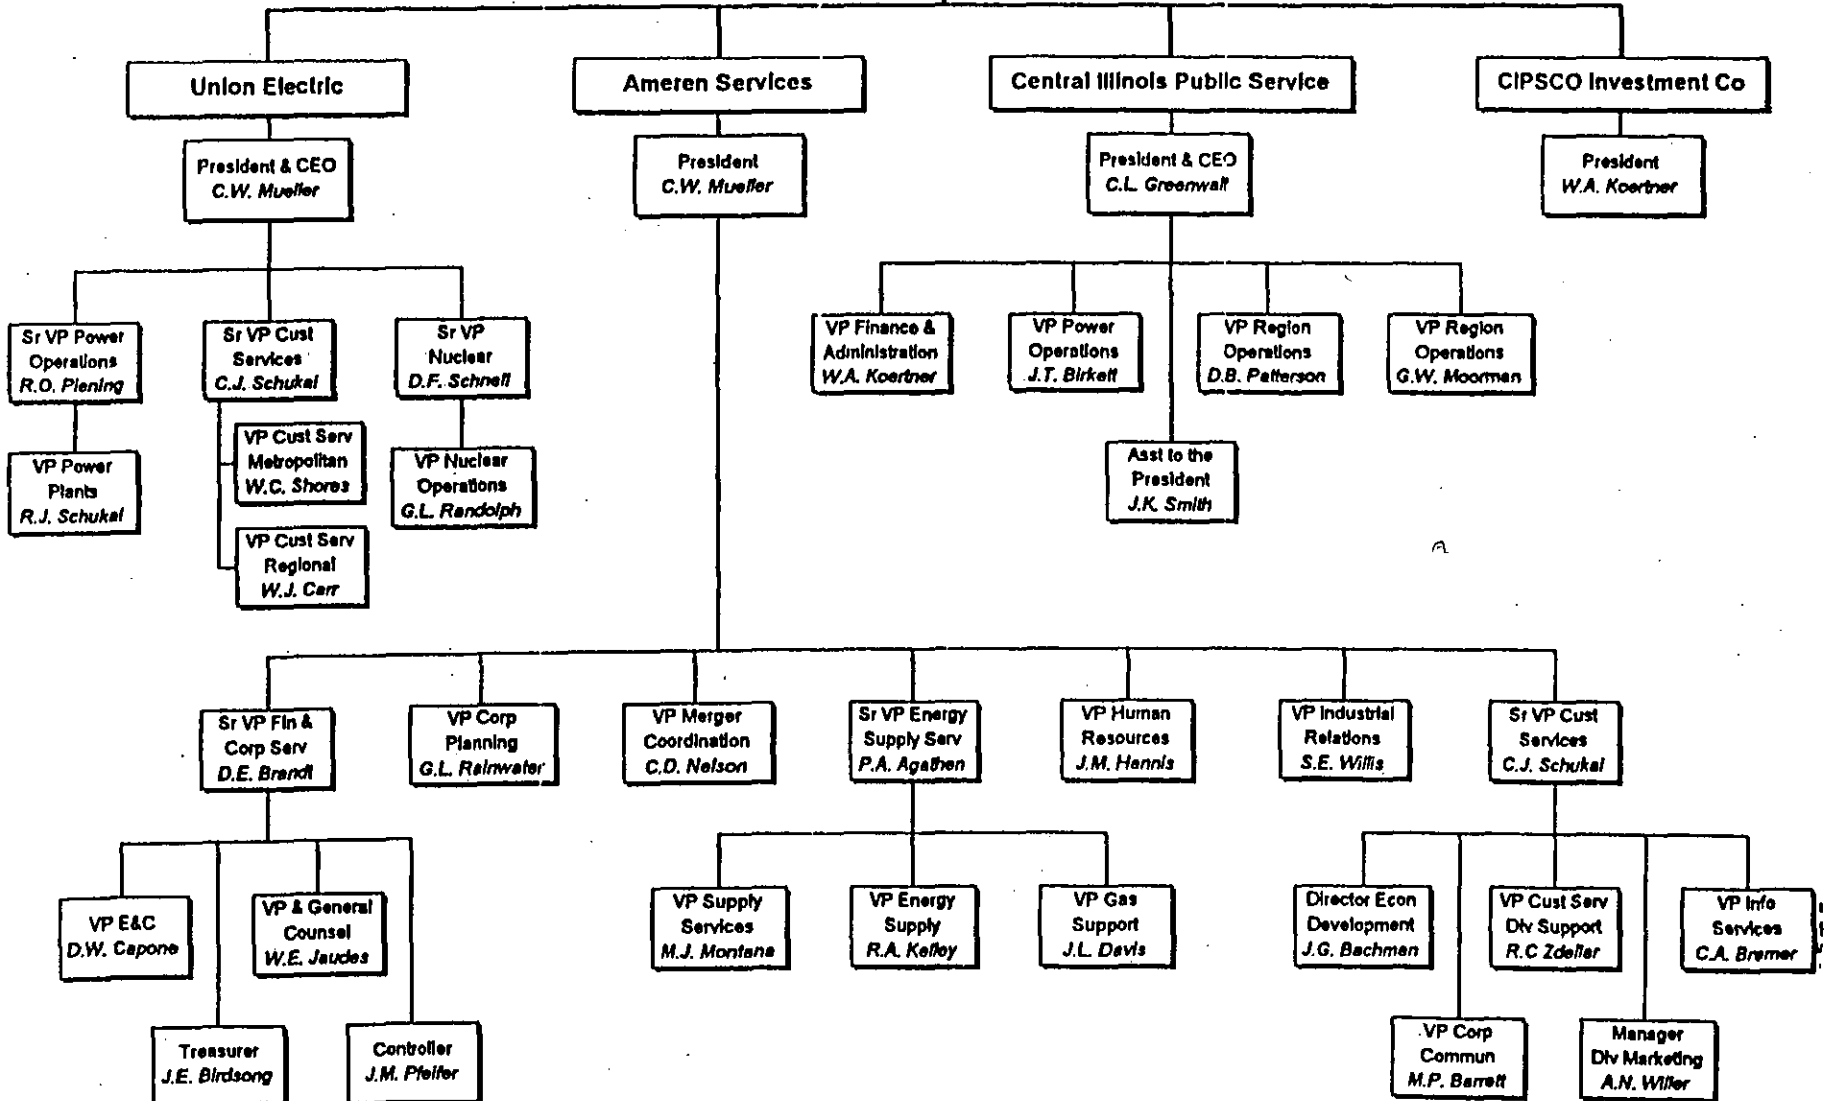 Union Electric
Ameren Services
Central Illinois Public Service
CIPSCO Investment Co
President & CEO
C.W. Mueller
President
C.W. Mueller
President & CEO
C.L. Greenwalt
President
W.A. Koertner
Sr VP Power
Operations
R.O. Piening
Sr VP Cust
Services
C.J. Schukai
Sr VP
Nuclear
D.F. Schnell
VP Finance &
Administration
W.A. Koertner
VP Power
Operations
J.T. Birkett
VP Region
Operations
D.B. Patterson
VP Region
Operations
G.W. Moorman
VP Power
Plants
R.J. Schukai
VP Cust Serv
Metropolitan
W.C. Shores
VP Nuclear
Operations
G.L. Randolph
Asst to the
President
J.K. Smith
VP Cust Serv
Regional
W.J. Carr
Sr VP Fin &
Corp Serv
D.E. Brandt
VP Corp
Planning
G.L. Rainwater
VP Merger
Coordination
C.D. Nelson
Sr VP Energy
Supply Serv
P.A. Agathen
VP Human
Resources
J.M. Hannis
VP Industrial
Relations
S.E. Willis
Sr VP Cust
Services
C.J. Schukai
VP E&C
D.W. Capone
VP & General
Counsel
W.E. Jaudes
VP Supply
Services
M.J. Montana
VP Energy
Supply
R.A. Kelley
VP Gas
Support
J.L. Davis
Director Econ
Development
J.G. Bachman
VP Cust Serv
Div Support
R.C Zdellar
VP Info
Services
C.A. Bremer
Treasurer
J.E. Birdsong
Controller
J.M. Pfeifer
VP Corp
Commun
M.P. Barrett
Manager
Div Marketing
A.N. Willer